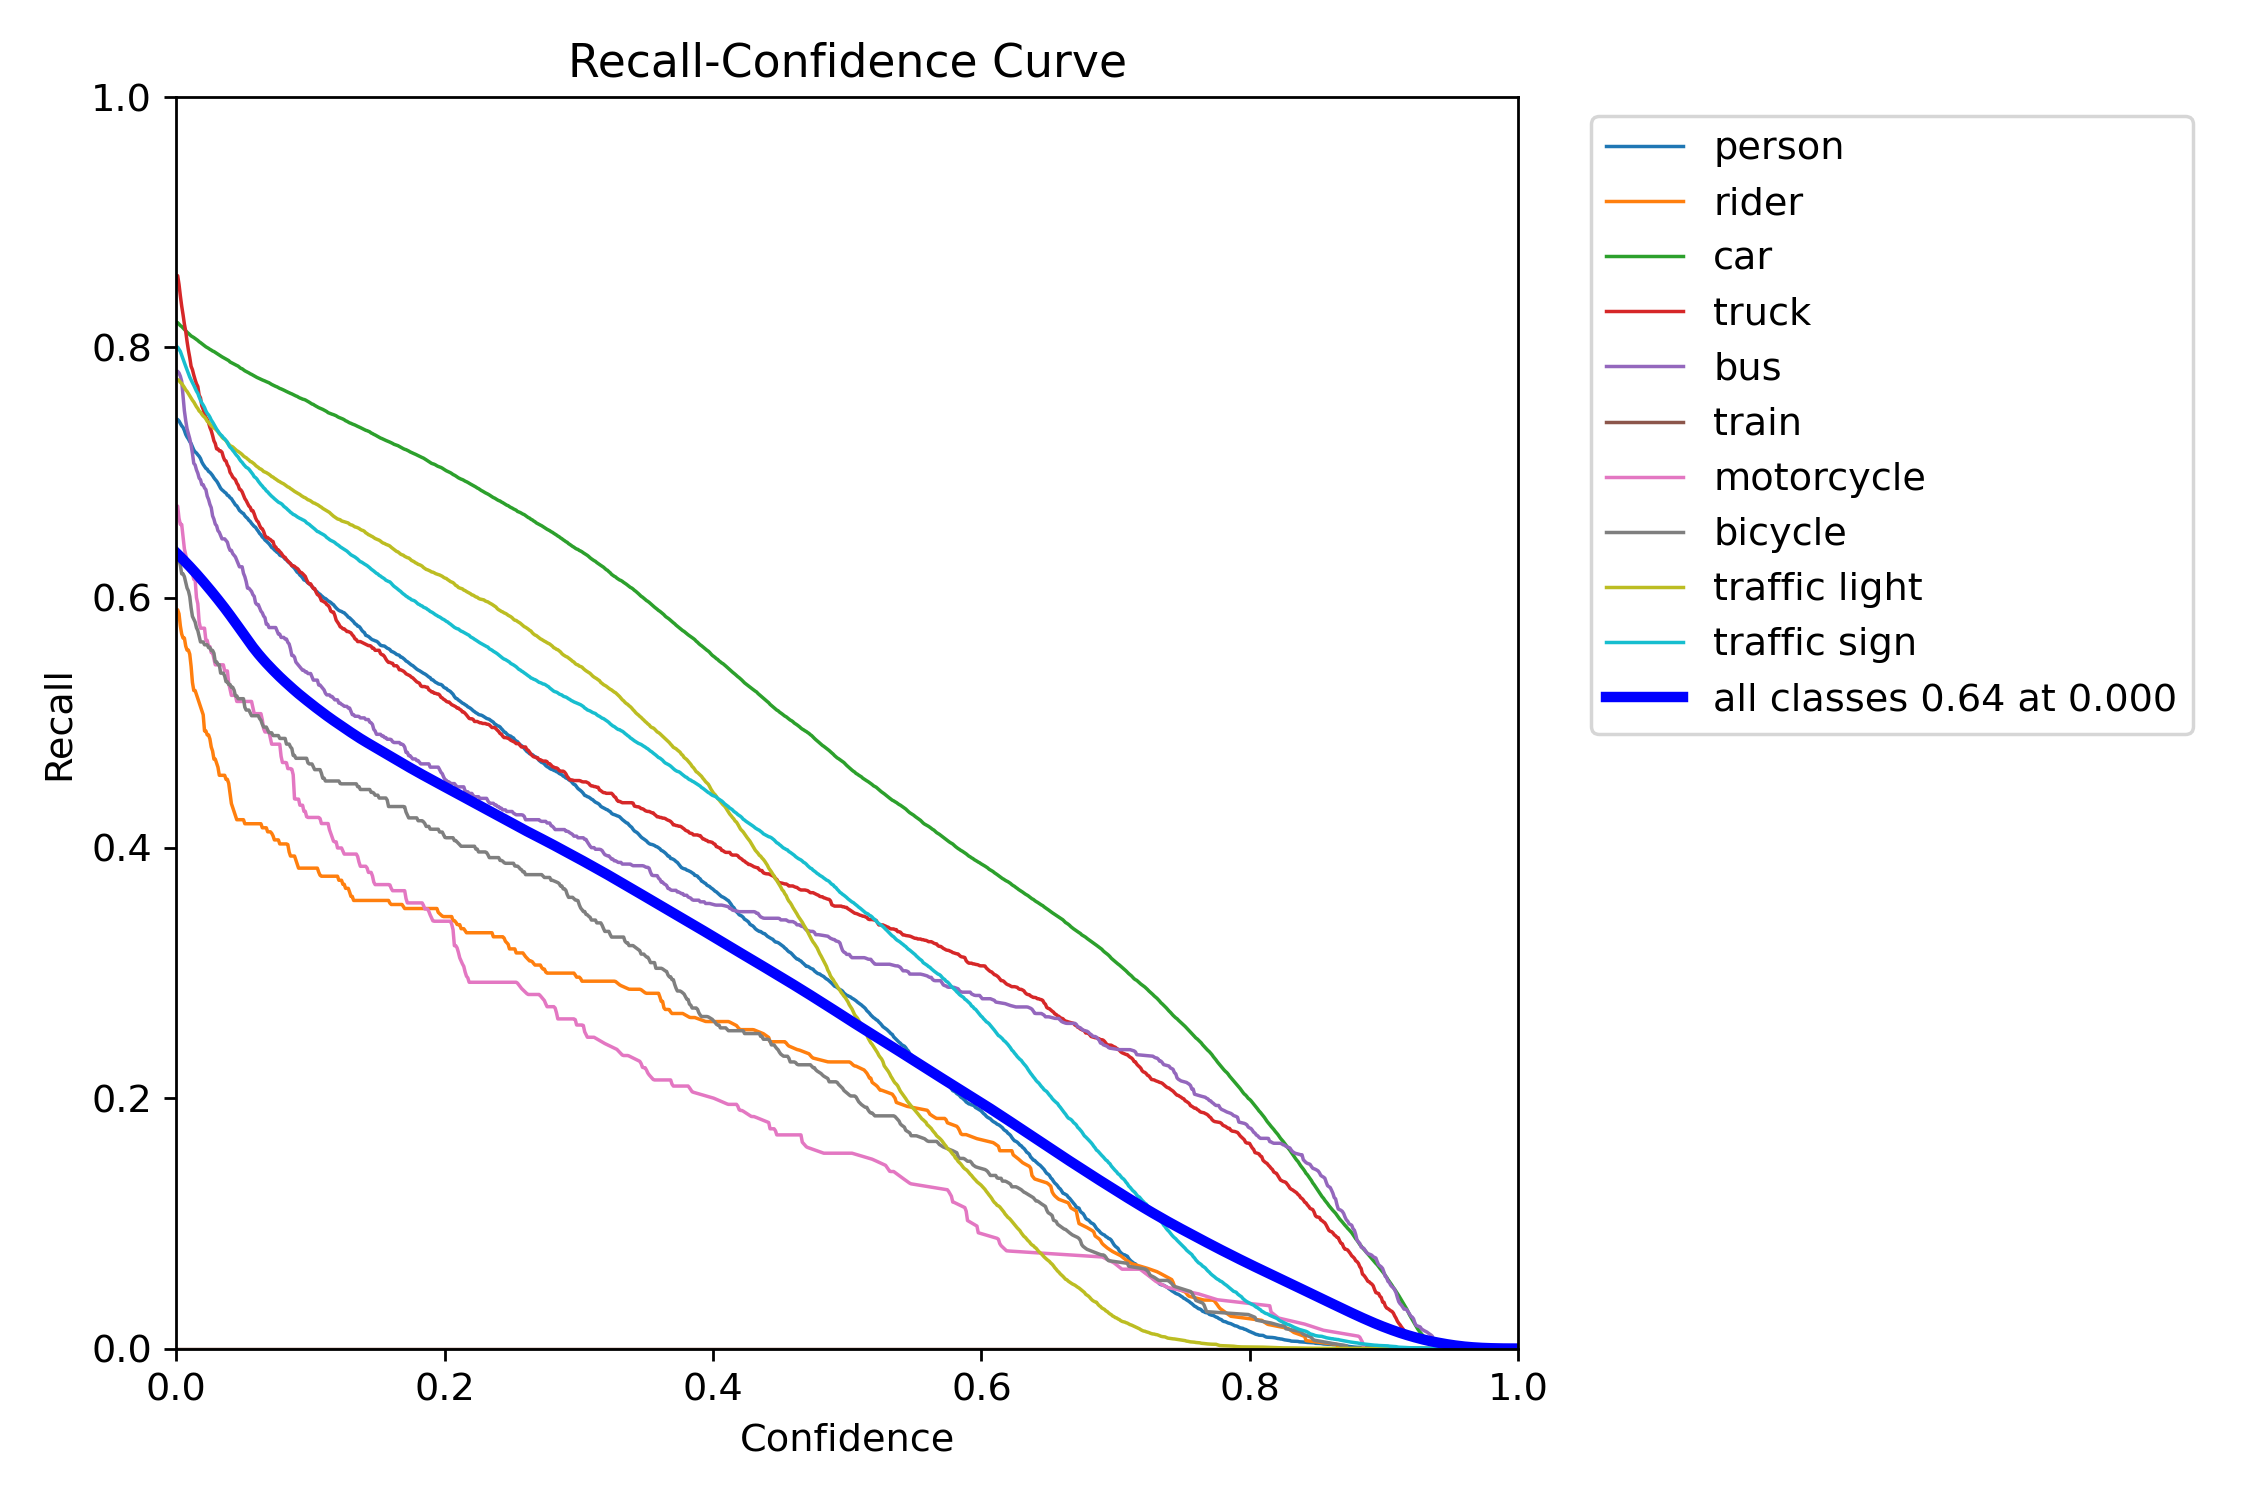 Recall-Confidence Curve
1.0
0.8
0.6
0.4
0.2
0.0
Recall
0.0 0.2 0.4 0.6 0.8 1.0
Confidence
person
rider
car
truck
bus
train
motorcycle
bicycle
traffic light
traffic sign
all classes 0.64 at 0.000